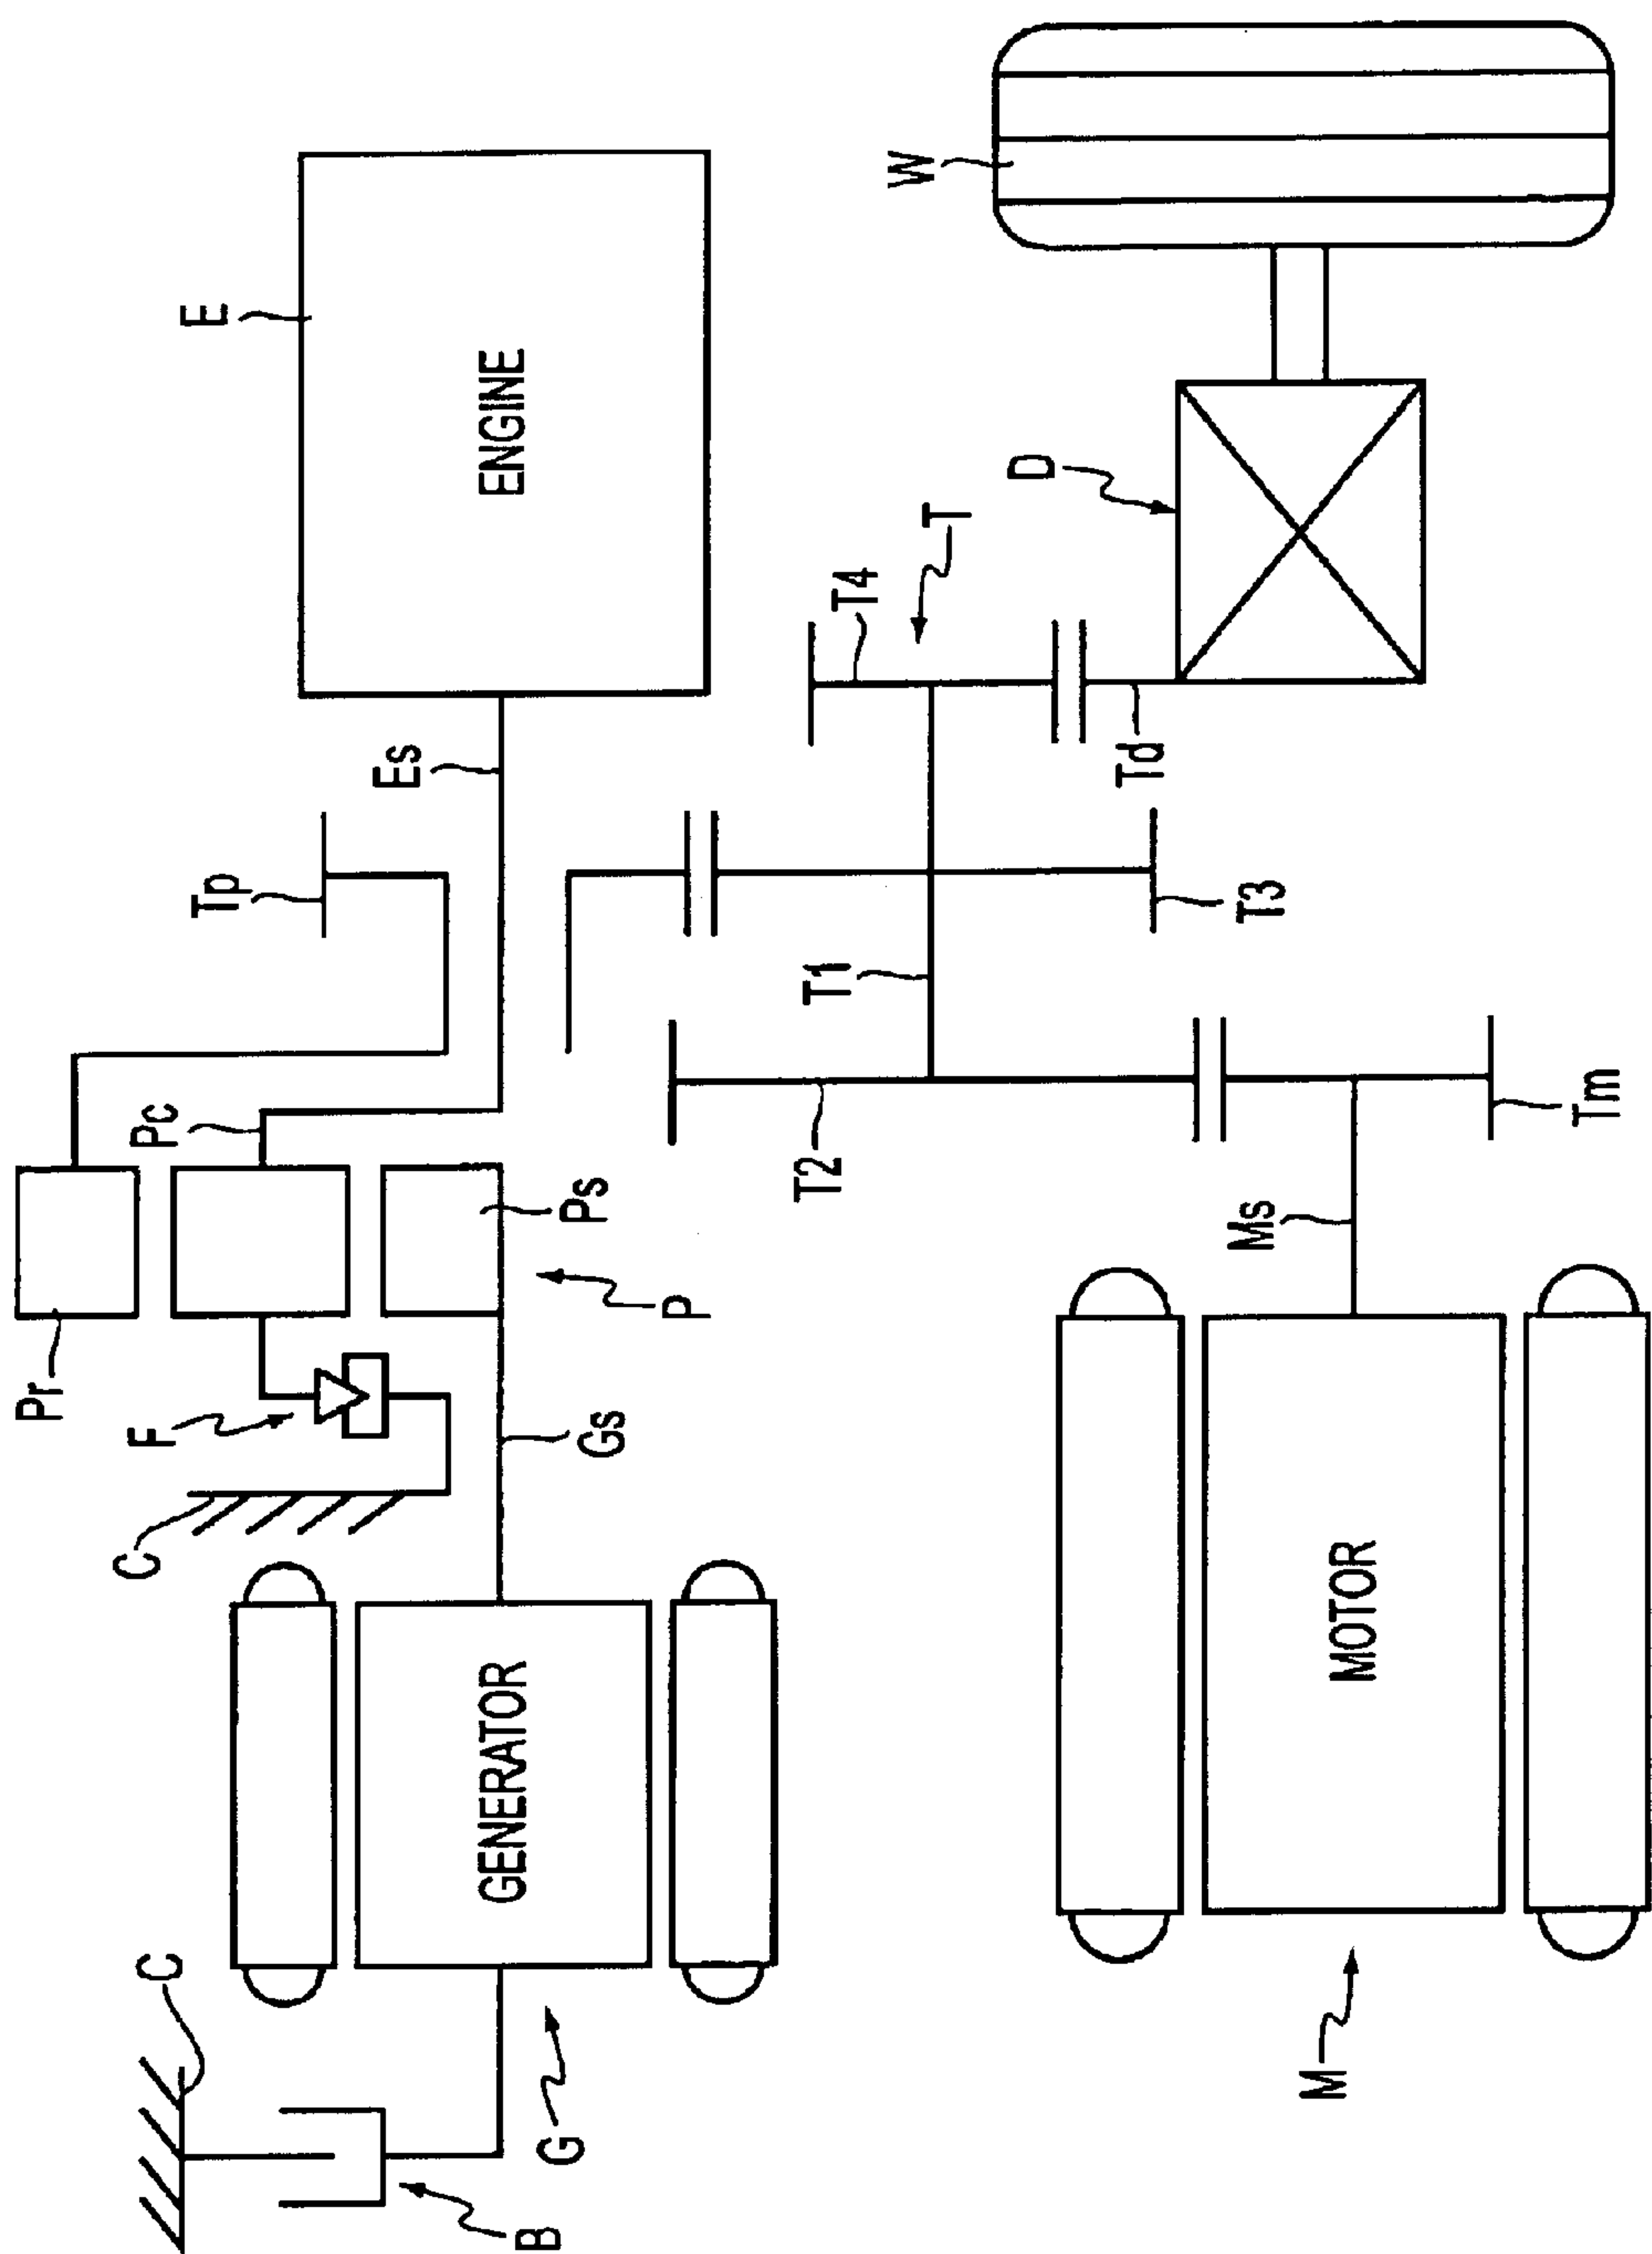 W
E
ENGINE
D
T
T4
Es
Td
Tp
T3
T1
Pc
T2
Tm
Ps
Ms
P
Pr
F
Gs
C
GENERATOR
MOTOR
C
G
M
B